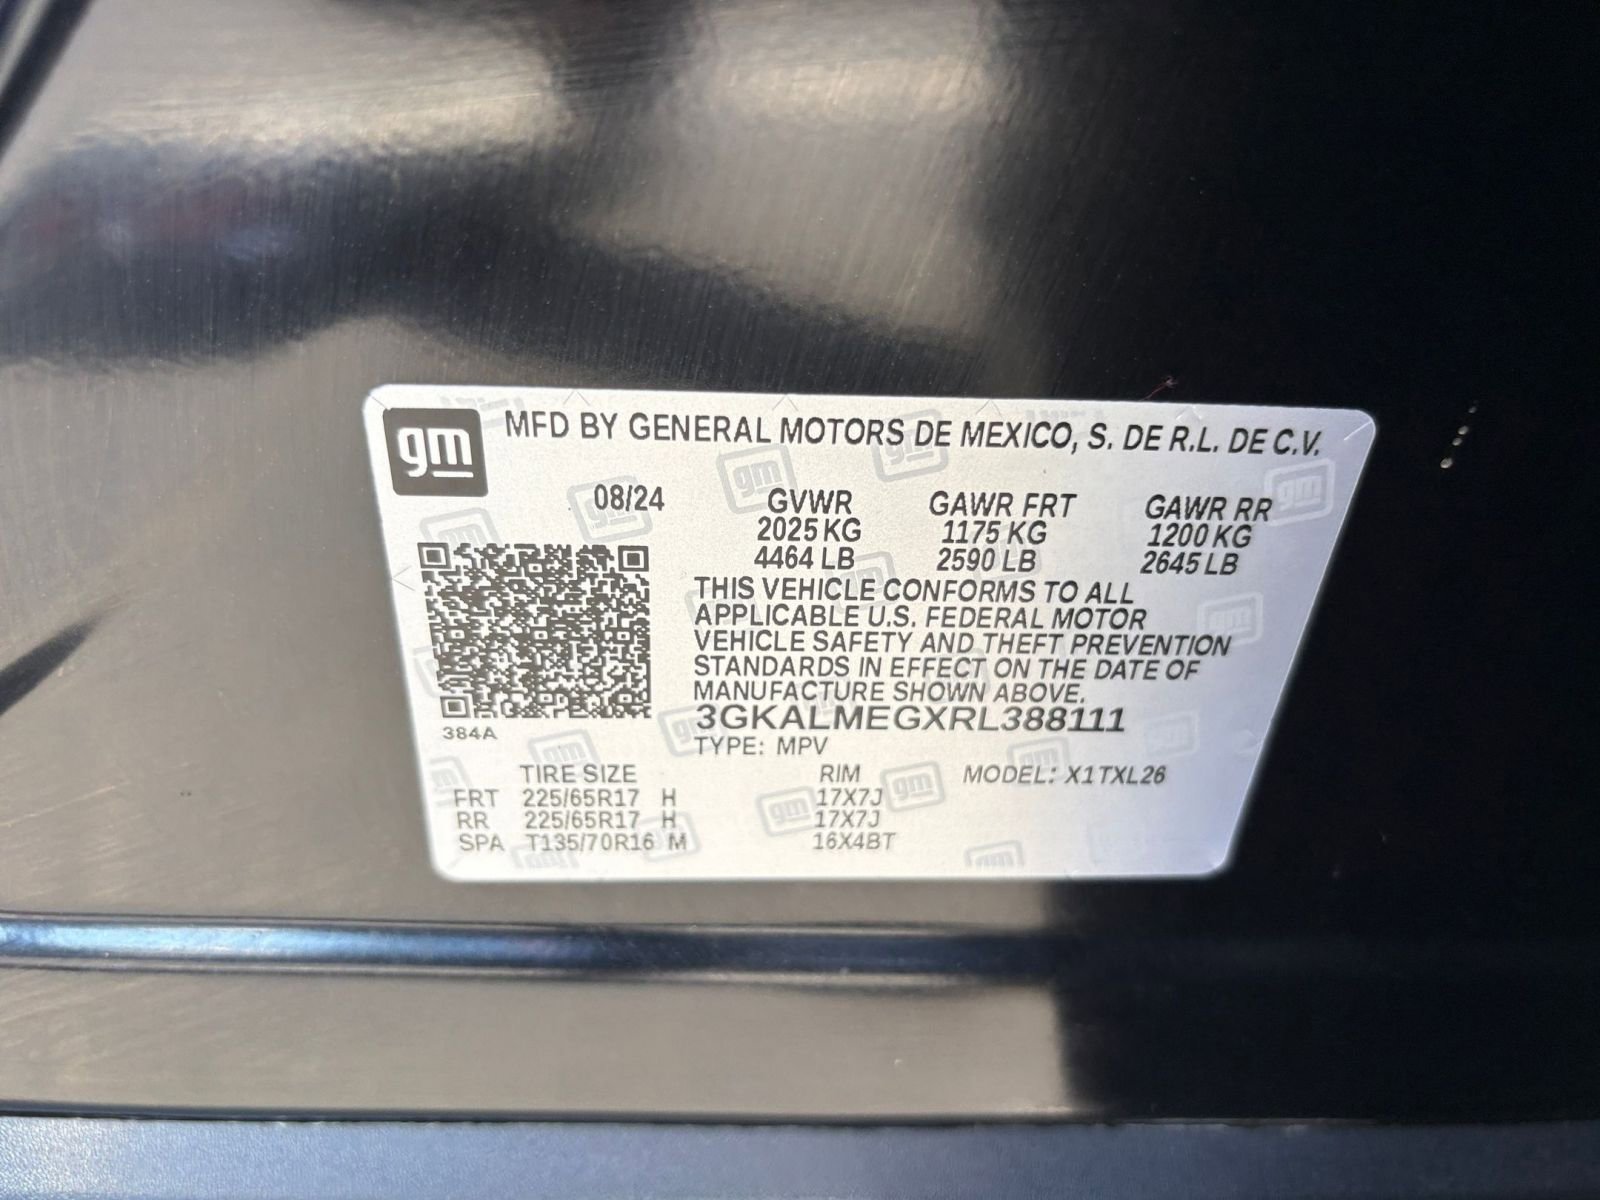 gm MFD BY GENERAL MOTORS DE MEXICO, S. DE R.L. DE C.V.
08/24 GVWR GAWR FRT GAWR RR
2025 KG 1175 KG 1200 KG
4464 LB 2590 LB 2645 LB
THIS VEHICLE CONFORMS TO ALL
APPLICABLE U.S. FEDERAL MOTOR
VEHICLE SAFETY AND THEFT PREVENTION
STANDARDS IN EFFECT ON THE DATE OF
MANUFACTURE SHOWN ABOVE.
3GKALMEGXRL388111
384A
TYPE: MPV
TIRE SIZE RIM MODEL: X1TXL26
FRT 225/65R17 H 17X7J
RR 225/65R17 H 17X7J
SPA T135/70R16 M 16X4BT